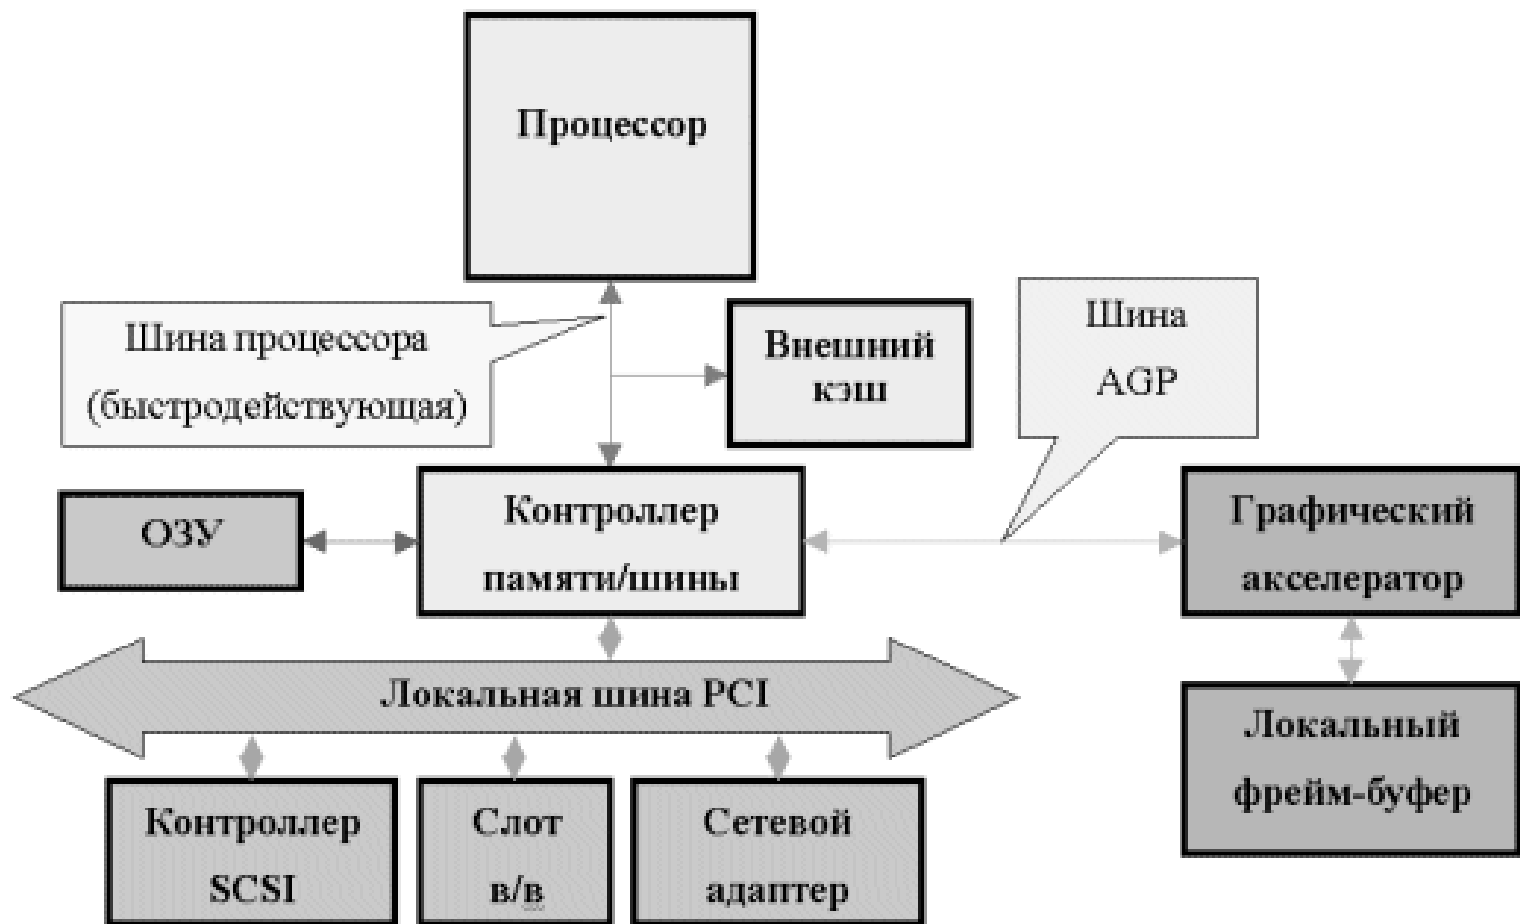 Процессор
Шина процессора
(быстродействующая)
Внешний
кэш
Шина
AGP
ОЗУ
Контроллер
памяти/шины
Графический
акселератор
Локальная шина PCI
Локальный
фрейм-буфер
Контроллер
SCSI
Слот
в/в
Сетевой
адаптер